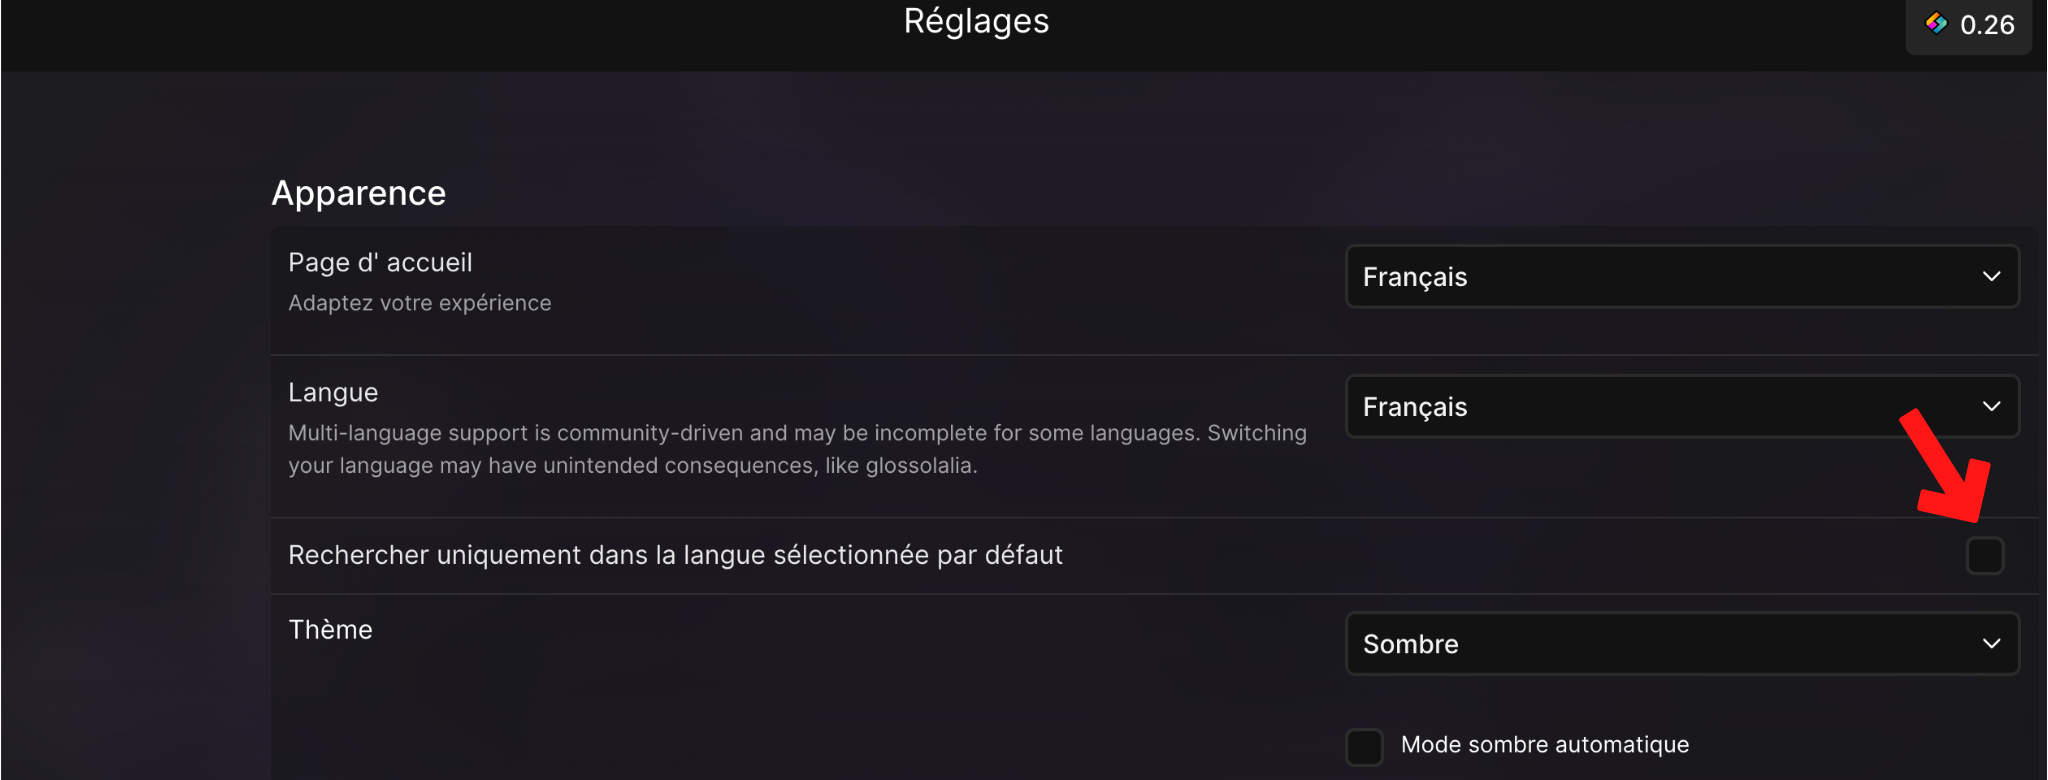 Réglages
0.26
Apparence
Page d' accueil
Français
Adaptez votre expérience
Langue
Français
Multi-language support is community-driven and may be incomplete for some languages. Switching
your language may have unintended consequences, like glossolalia.
Rechercher uniquement dans la langue sélectionnée par défaut
Thème
Sombre
Mode sombre automatique